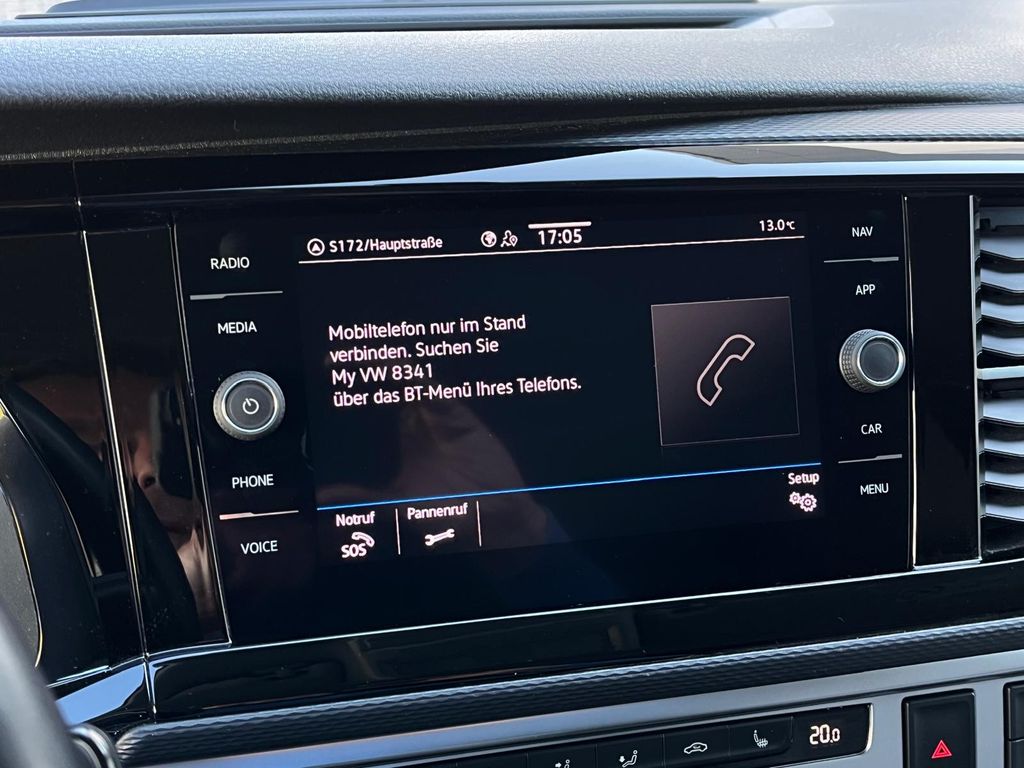 S172/Hauptstraße
17:05
13.0°C
RADIO
MEDIA
PHONE
VOICE
Mobiltelefon nur im Stand
verbinden. Suchen Sie
My VW 8341
über das BT-Menü Ihres Telefons.
Notruf
SOS
Pannenruf
Setup
NAV
APP
CAR
MENU
20.0